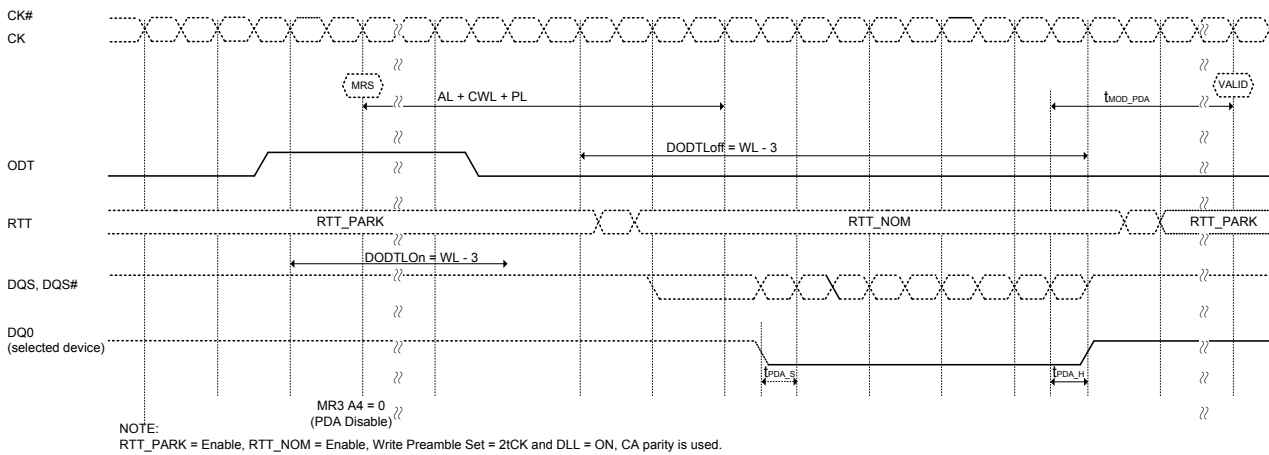 CK#
CK
MRS
VALID
AL + CWL + PL
tMOD_PDA
DODTLoff = WL - 3
ODT
RTT
RTT_PARK
RTT_NOM
RTT_PARK
DODTLOn = WL - 3
DQS, DQS#
DQ0
(selected device)
tPDA_S
tPDA_H
MR3 A4 = 0
(PDA Disable)
NOTE:
RTT_PARK = Enable, RTT_NOM = Enable, Write Preamble Set = 2tCK and DLL = ON, CA parity is used.